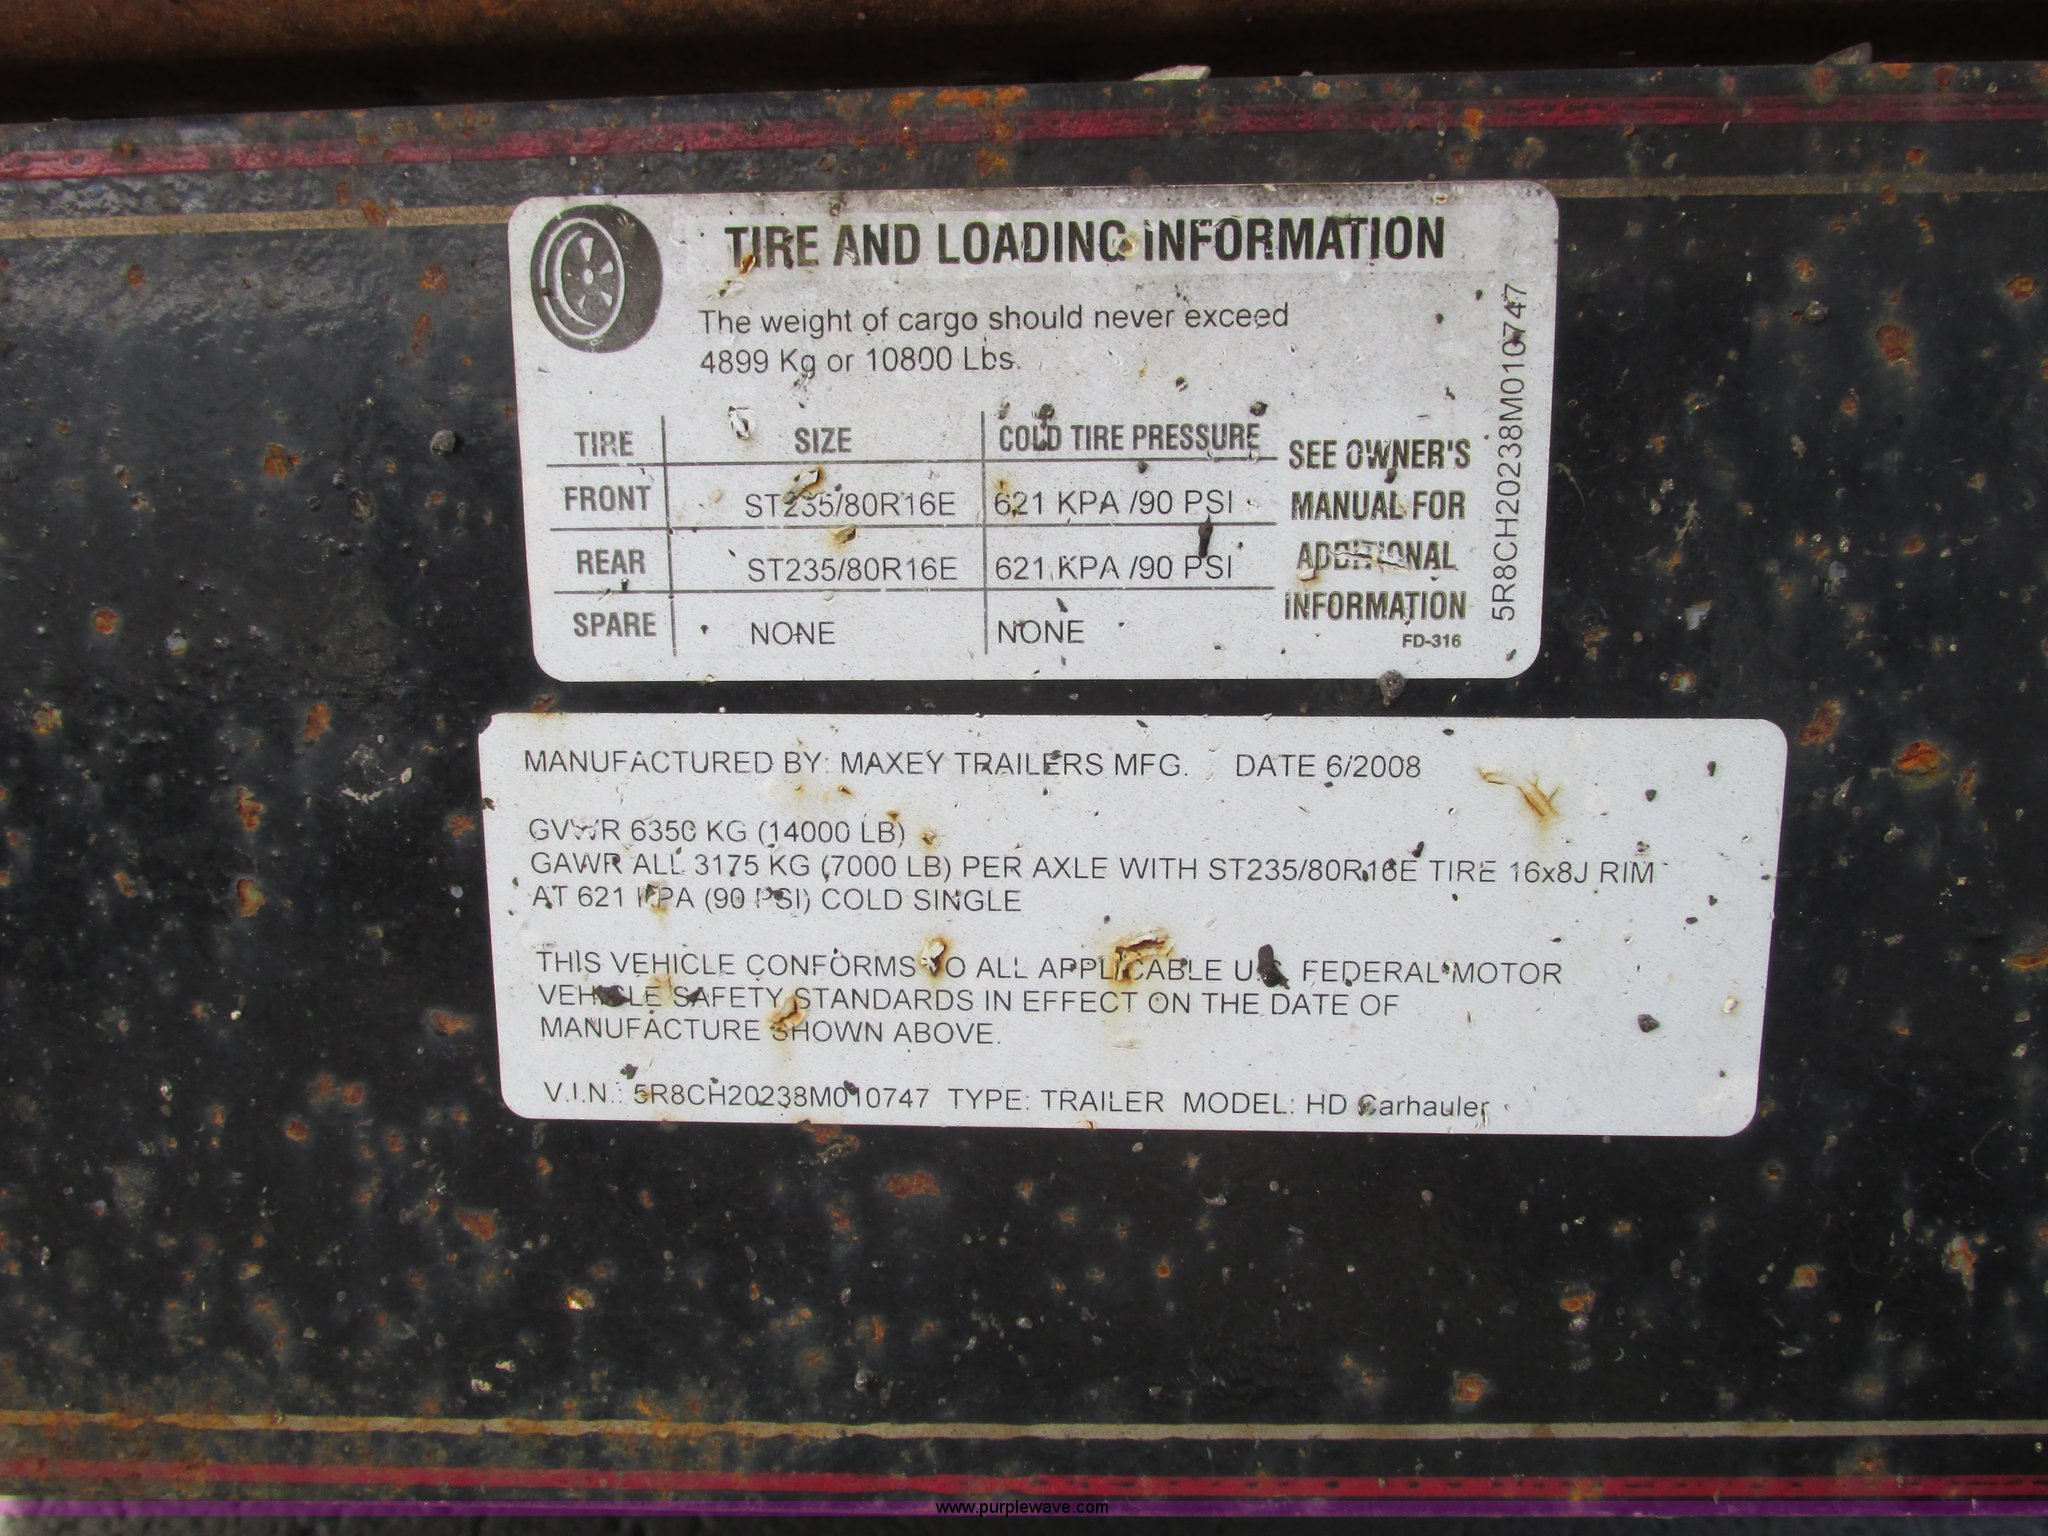 TIRE AND LOADING INFORMATION
The weight of cargo should never exceed
4899 Kg or 10800 Lbs.
TIRE SIZE COLD TIRE PRESSURE
FRONT ST235/80R16E 621 KPA /90 PSI
REAR ST235/80R16E 621 KPA /90 PSI
SPARE NONE NONE
SEE OWNER'S
MANUAL FOR
ADDITIONAL
INFORMATION
FD-316
5R8CH20238M010747
MANUFACTURED BY: MAXEY TRAILERS MFG. DATE 6/2008
GVWR 6350 KG (14000 LB)
GAWR ALL 3175 KG (7000 LB) PER AXLE WITH ST235/80R16E TIRE 16x8J RIM
AT 621 KPA (90 PSI) COLD SINGLE
THIS VEHICLE CONFORMS TO ALL APPLICABLE U.S. FEDERAL MOTOR
VEHICLE SAFETY STANDARDS IN EFFECT ON THE DATE OF
MANUFACTURE SHOWN ABOVE.
V.I.N.: 5R8CH20238M010747 TYPE: TRAILER MODEL: HD Carhauler
www.purplewave.com